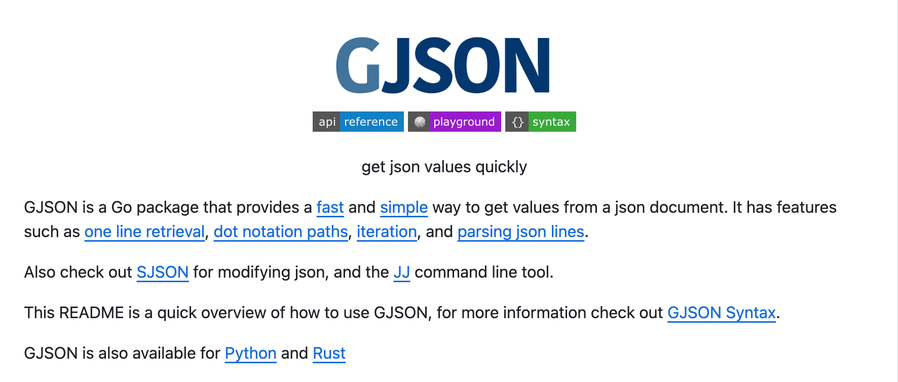 GJSON
api reference playground {} syntax
get json values quickly
GJSON is a Go package that provides a fast and simple way to get values from a json document. It has features
such as one line retrieval, dot notation paths, iteration, and parsing json lines.
Also check out SJSON for modifying json, and the JJ command line tool.
This README is a quick overview of how to use GJSON, for more information check out GJSON Syntax.
GJSON is also available for Python and Rust